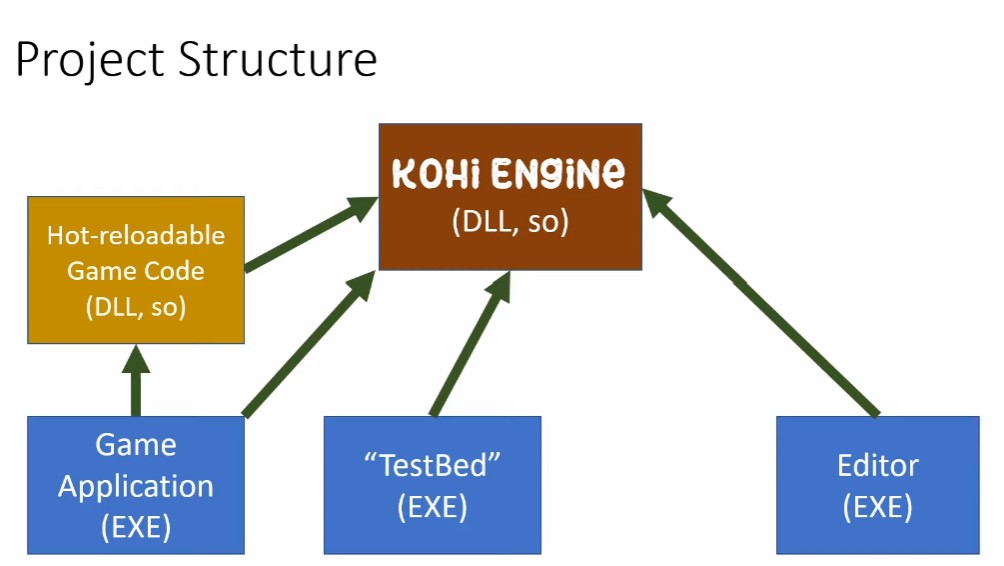 Project Structure
KOHi ENginE
(DLL, so)
Hot-reloadable
Game Code
(DLL, so)
Game
Application
(EXE)
“TestBed”
(EXE)
Editor
(EXE)